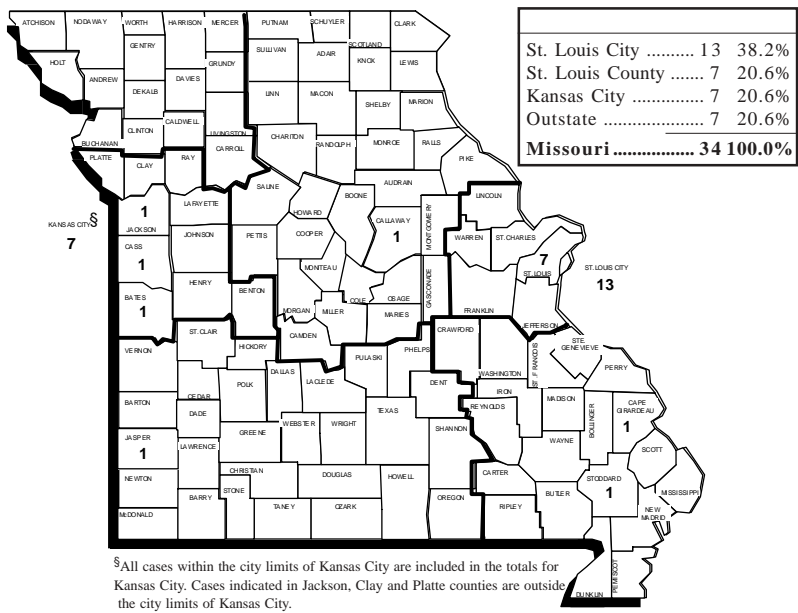 ATCHISON NODAWAY WORTH HARRISON MERCER PUTNAM SCHUYLER CLARK
SCOTLAND
GENTRY SULLIVAN ADAIR KNOX LEWIS
HOLT GRUNDY
ANDREW DAVIES
DEKALB LINN MACON
SHELBY MARION
CLINTON CALDWELL LIVINGSTON
CHARITON RANDOLPH MONROE RALLS
BUCHANAN CARROLL
PLATTE CLAY RAY PIKE
AUDRAIN
SALINE BOONE LINCOLN
LAFAYETTE HOWARD CALLAWAY MONTGOMERY
1
JACKSON
KANSAS CITY§
7
JOHNSON PETTIS COOPER 1 WARREN ST.CHARLES
CASS
1
7
ST.LOUIS
ST.LOUIS CITY
13
MONITEAU
HENRY BENTON COLE OSAGE GASCONADE
BATES
1
MORGAN MILLER MARIES FRANKLIN JEFFERSON
CAMDEN CRAWFORD
ST.CLAIR
VERNON HICKORY PULASKI PHELPS WASHINGTON ST. FRANCOIS STE. GENEVIEVE
PERRY
DALLAS LACLEDE DENT IRON
POLK
BARTON CEDAR TEXAS REYNOLDS MADISON BOLLINGER CAPE GIRARDEAU
1
DADE
GREENE WEBSTER WRIGHT SHANNON WAYNE
JASPER
1
LAWRENCE SCOTT
NEWTON CHRISTIAN DOUGLAS HOWELL CARTER STODDARD
1
STONE BUTLER MISSISSIPPI
BARRY TANEY OZARK OREGON RIPLEY NEW MADRID
McDONALD
DUNKLIN PEMISCOT
St. Louis City .......... 13 38.2%
St. Louis County ....... 7 20.6%
Kansas City ............... 7 20.6%
Outstate .................... 7 20.6%
Missouri................. 34 100.0%
§All cases within the city limits of Kansas City are included in the totals for
Kansas City. Cases indicated in Jackson, Clay and Platte counties are outside
the city limits of Kansas City.